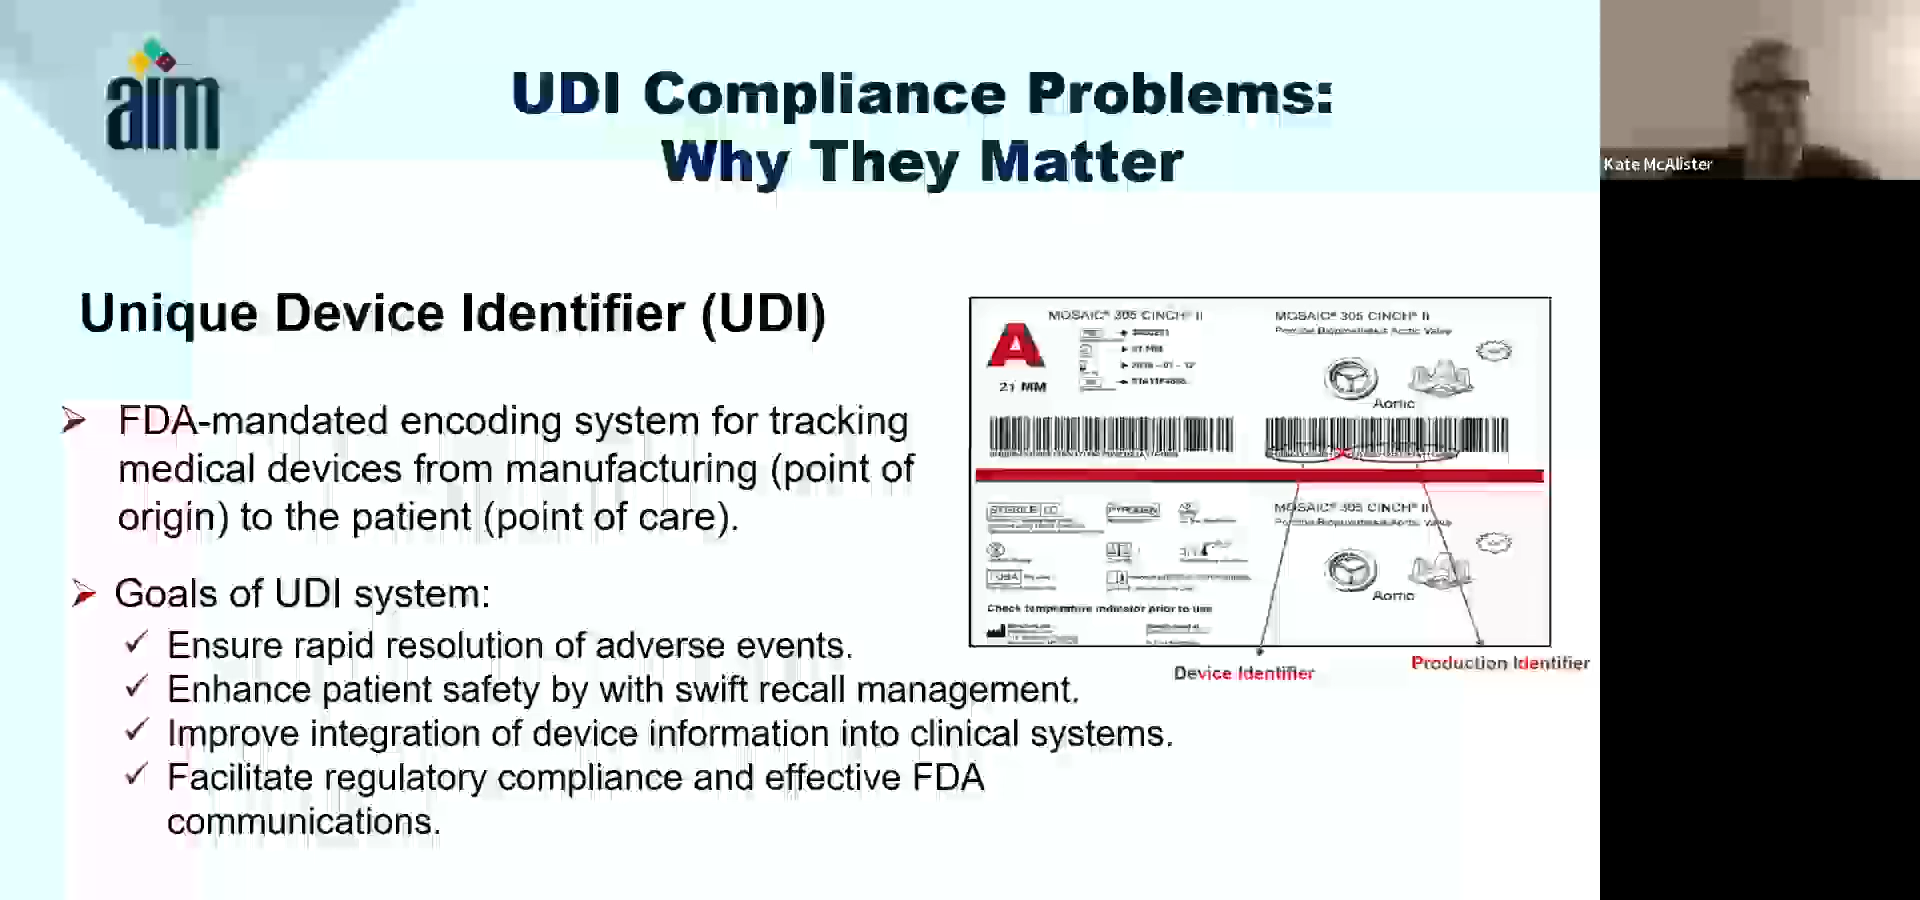 aim
UDI Compliance Problems:
Why They Matter
Kate McAlister
Unique Device Identifier (UDI)
FDA-mandated encoding system for tracking
medical devices from manufacturing (point of
origin) to the patient (point of care).
Goals of UDI system:
Ensure rapid resolution of adverse events.
Enhance patient safety by with swift recall management.
Improve integration of device information into clinical systems.
Facilitate regulatory compliance and effective FDA
communications.
MOSAIC® 305 CINCH® II
A
21 MM
MOSAIC® 305 CINCH® II
Aortic
MOSAIC® 305 CINCH® II
Aortic
Check temperature indicator prior to use
Device Identifier
Production Identifier